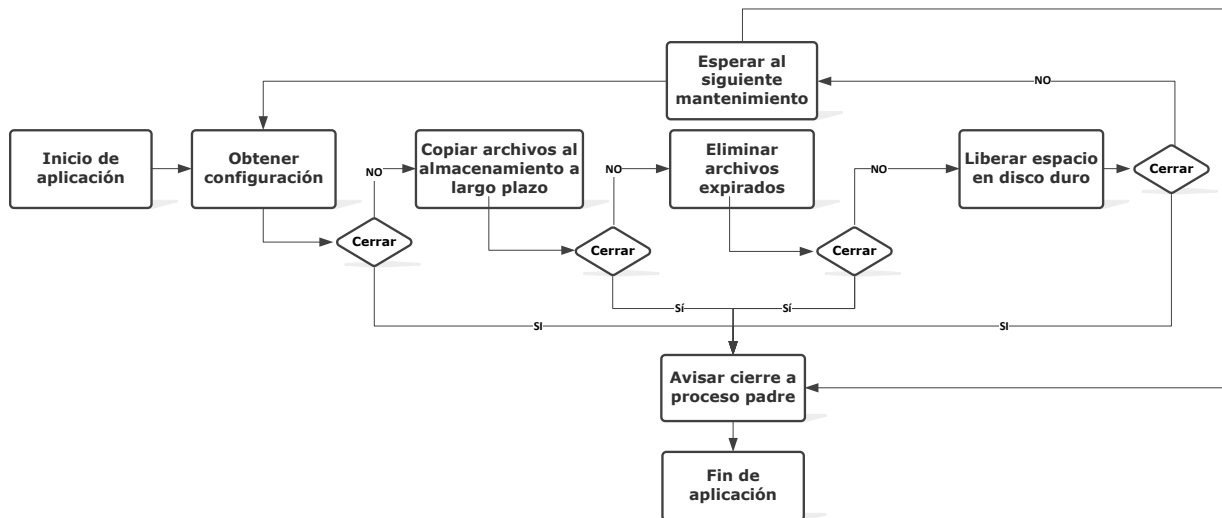 Esperar al
siguiente
mantenimiento
NO
Inicio de
aplicación
Obtener
configuración
NO
Copiar archivos al
almacenamiento a
largo plazo
NO
Eliminar
archivos
expirados
NO
Liberar espacio
en disco duro
Cerrar
Cerrar
Cerrar
Cerrar
Sí
Sí
SI
SI
Avisar cierre a
proceso padre
Fin de
aplicación